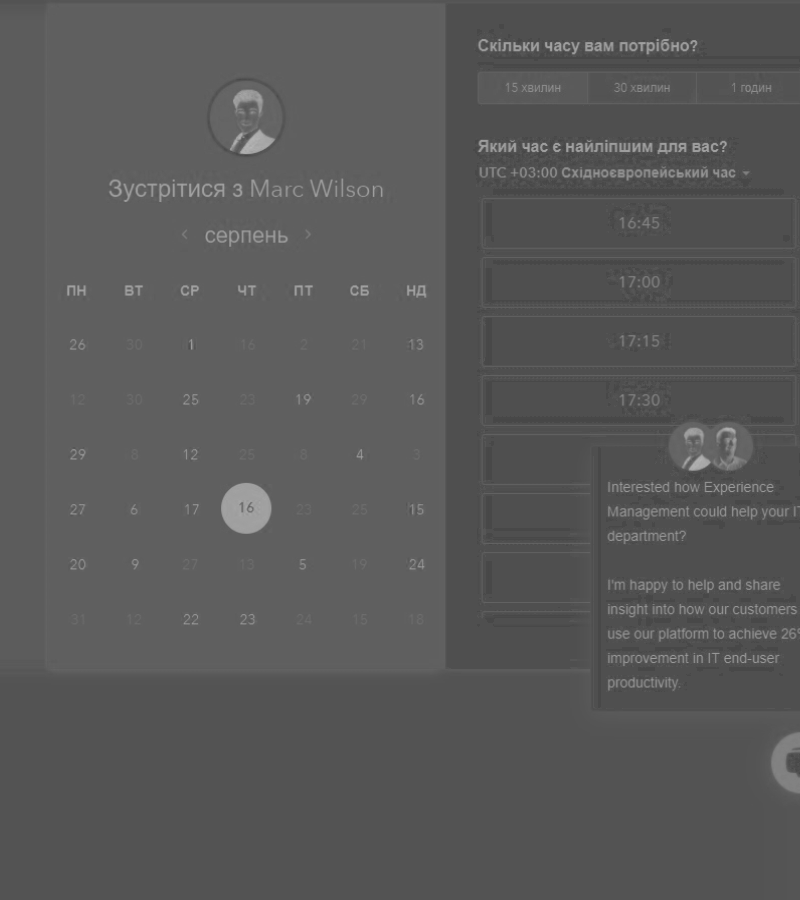 Зустрітися з Marc Wilson
серпень
ПН ВТ СР ЧТ ПТ СБ НД
26 30 1 16 2 21 13
12 30 25 23 19 29 16
29 8 12 25 8 4 3
27 6 17 16 23 25 15
20 9 27 13 5 19 24
31 12 22 23 24 15 18
Скільки часу вам потрібно?
15 хвилин 30 хвилин 1 годин
Який час є найліпшим для вас?
UTC +03:00 Східноєвропейський час
16:45
17:00
17:15
17:30
Interested how Experience
Management could help your IT
department?
I'm happy to help and share
insight into how our customers
use our platform to achieve 26%
improvement in IT end-user
productivity.